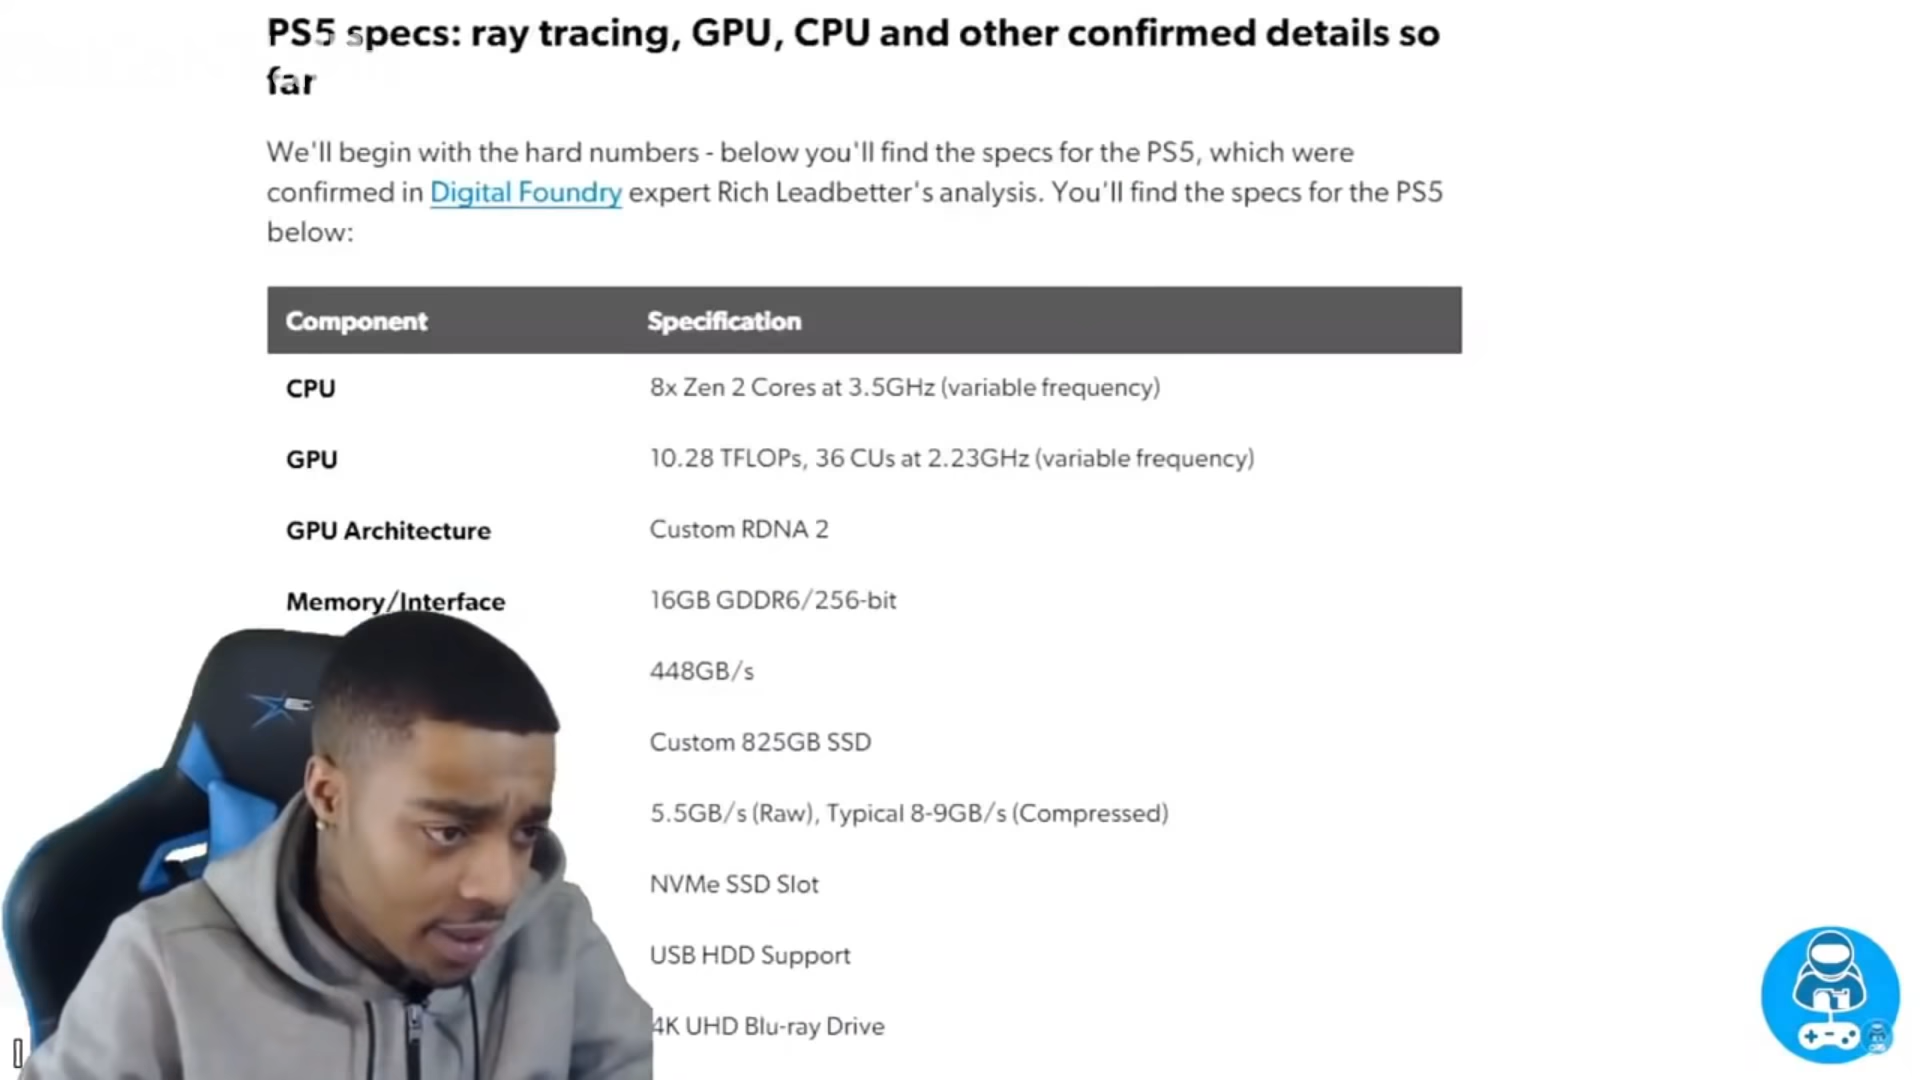 PS5 specs: ray tracing, GPU, CPU and other confirmed details so
far
We'll begin with the hard numbers - below you'll find the specs for the PS5, which were
confirmed in Digital Foundry expert Rich Leadbetter's analysis. You'll find the specs for the PS5
below:
Component Specification
CPU 8x Zen 2 Cores at 3.5GHz (variable frequency)
GPU 10.28 TFLOPs, 36 CUs at 2.23GHz (variable frequency)
GPU Architecture Custom RDNA 2
Memory/Interface 16GB GDDR6/256-bit
448GB/s
Custom 825GB SSD
5.5GB/s (Raw), Typical 8-9GB/s (Compressed)
NVMe SSD Slot
USB HDD Support
4K UHD Blu-ray Drive